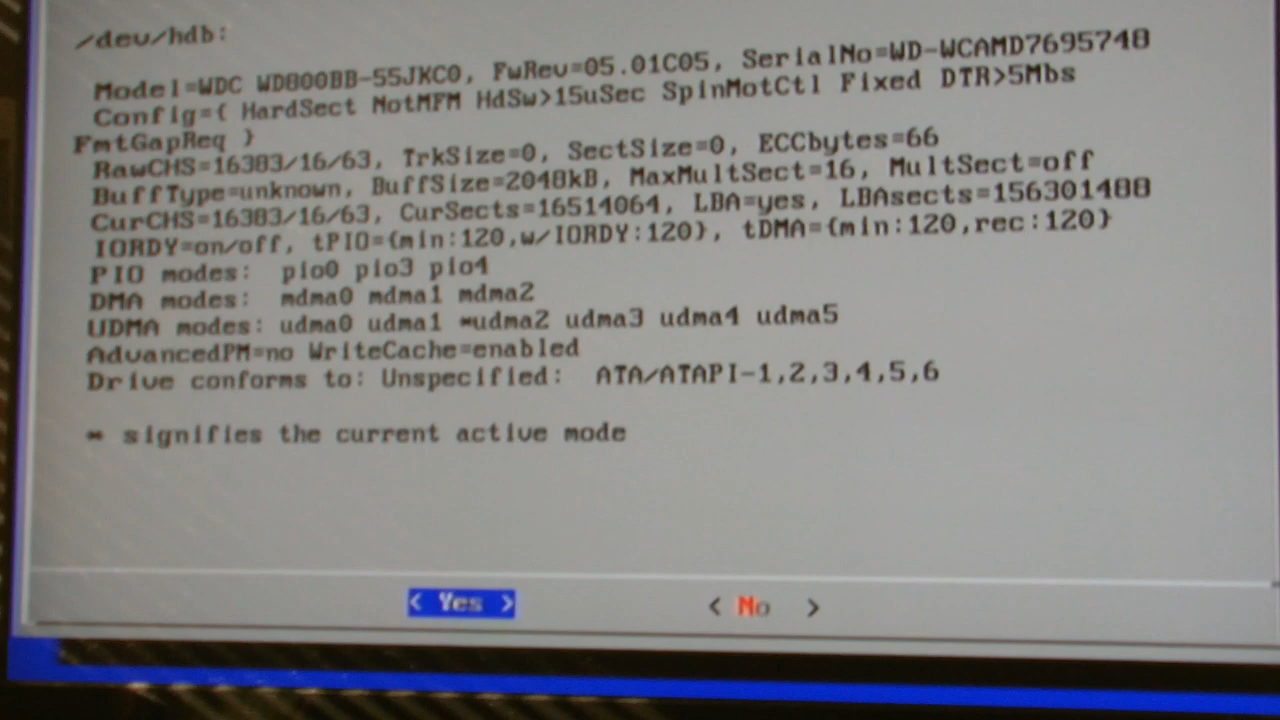 /dev/hdb:
Model=WDC WD800BB-55JKC0, FwRev=05.01C05, SerialNo=WD-WCAMD7695748
Config={ HardSect NotMFM HdSw>15uSec SpinMotCtl Fixed DTR>5Mbs
FmtGapReq }
RawCHS=16383/16/63, TrkSize=0, SectSize=0, ECCbytes=66
BuffType=unknown, BuffSize=2048kB, MaxMultSect=16, MultSect=off
CurCHS=16383/16/63, CurSects=16514064, LBA=yes, LBAsects=156301488
IORDY=on/off, tPIO={min:120,w/IORDY:120}, tDMA={min:120,rec:120}
PIO modes:  pio0 pio3 pio4
DMA modes:  mdma0 mdma1 mdma2
UDMA modes: udma0 udma1 *udma2 udma3 udma4 udma5
AdvancedPM=no WriteCache=enabled
Drive conforms to: Unspecified:  ATA/ATAPI-1,2,3,4,5,6
* signifies the current active mode
< Yes > < No >